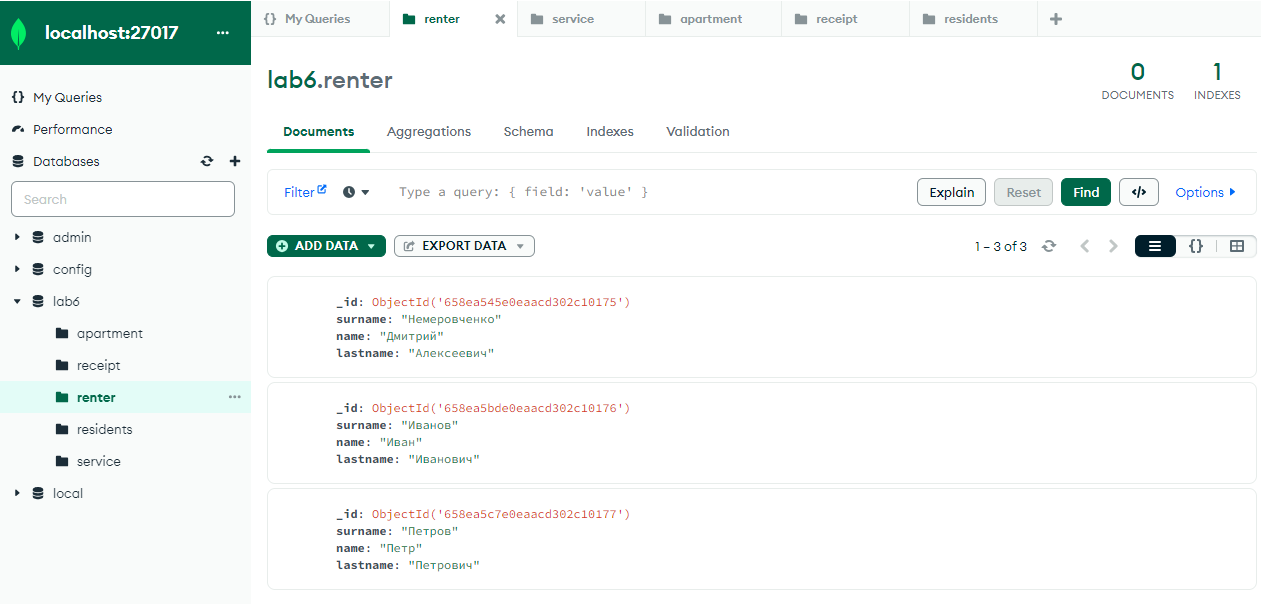 localhost:27017
My Queries
Performance
Databases
Search
admin
config
lab6
apartment
receipt
renter
residents
service
local
{} My Queries
renter
service
apartment
receipt
residents
lab6.renter
0
DOCUMENTS
1
INDEXES
Documents Aggregations Schema Indexes Validation
Filter Type a query: { field: 'value' } Explain Reset Find </> Options
ADD DATA EXPORT DATA 1 – 3 of 3 {}
_id: ObjectId('658ea545e0eaacd302c10175')
surname: "Немеровченко"
name: "Дмитрий"
lastname: "Алексеевич"
_id: ObjectId('658ea5bde0eaacd302c10176')
surname: "Иванов"
name: "Иван"
lastname: "Иванович"
_id: ObjectId('658ea5c7e0eaacd302c10177')
surname: "Петров"
name: "Петр"
lastname: "Петрович"